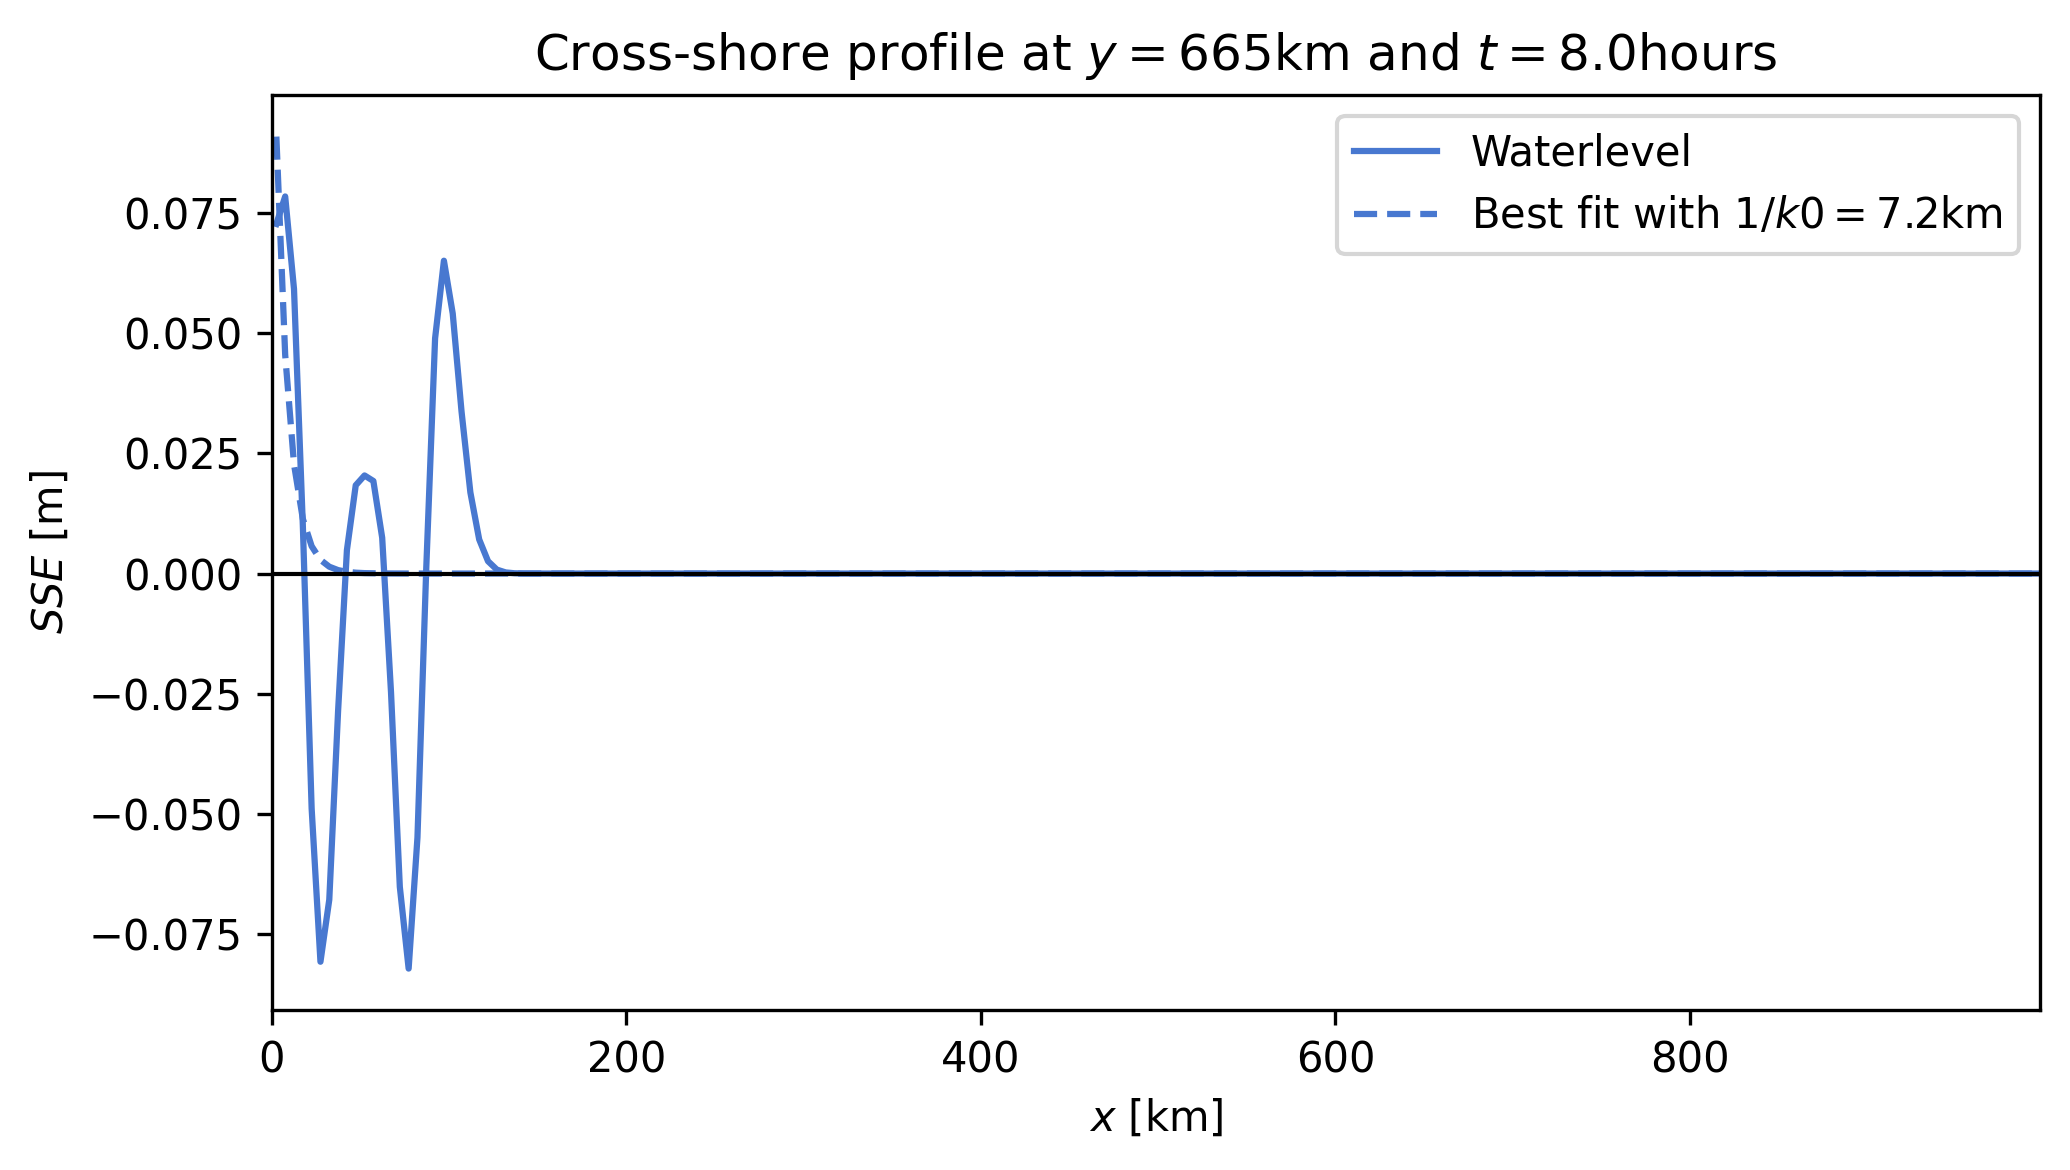 Cross-shore profile at y = 665km and t = 8.0hours
Waterlevel
Best fit with 1/k0 = 7.2km
0.075
0.050
0.025
0.000
−0.025
−0.050
−0.075
SSE [m]
0 200 400 600 800
x [km]